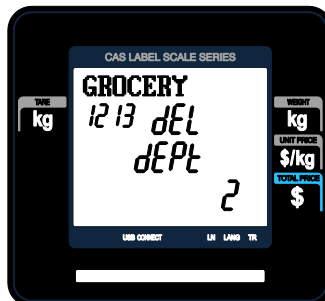 CAS LABEL SCALE SERIES
GROCERY
1213 dEL
dEPt
2
TARE
kg
WEIGHT
kg
UNIT PRICE
$/kg
TOTAL PRICE
$
USB CONNECT LN LANG TR